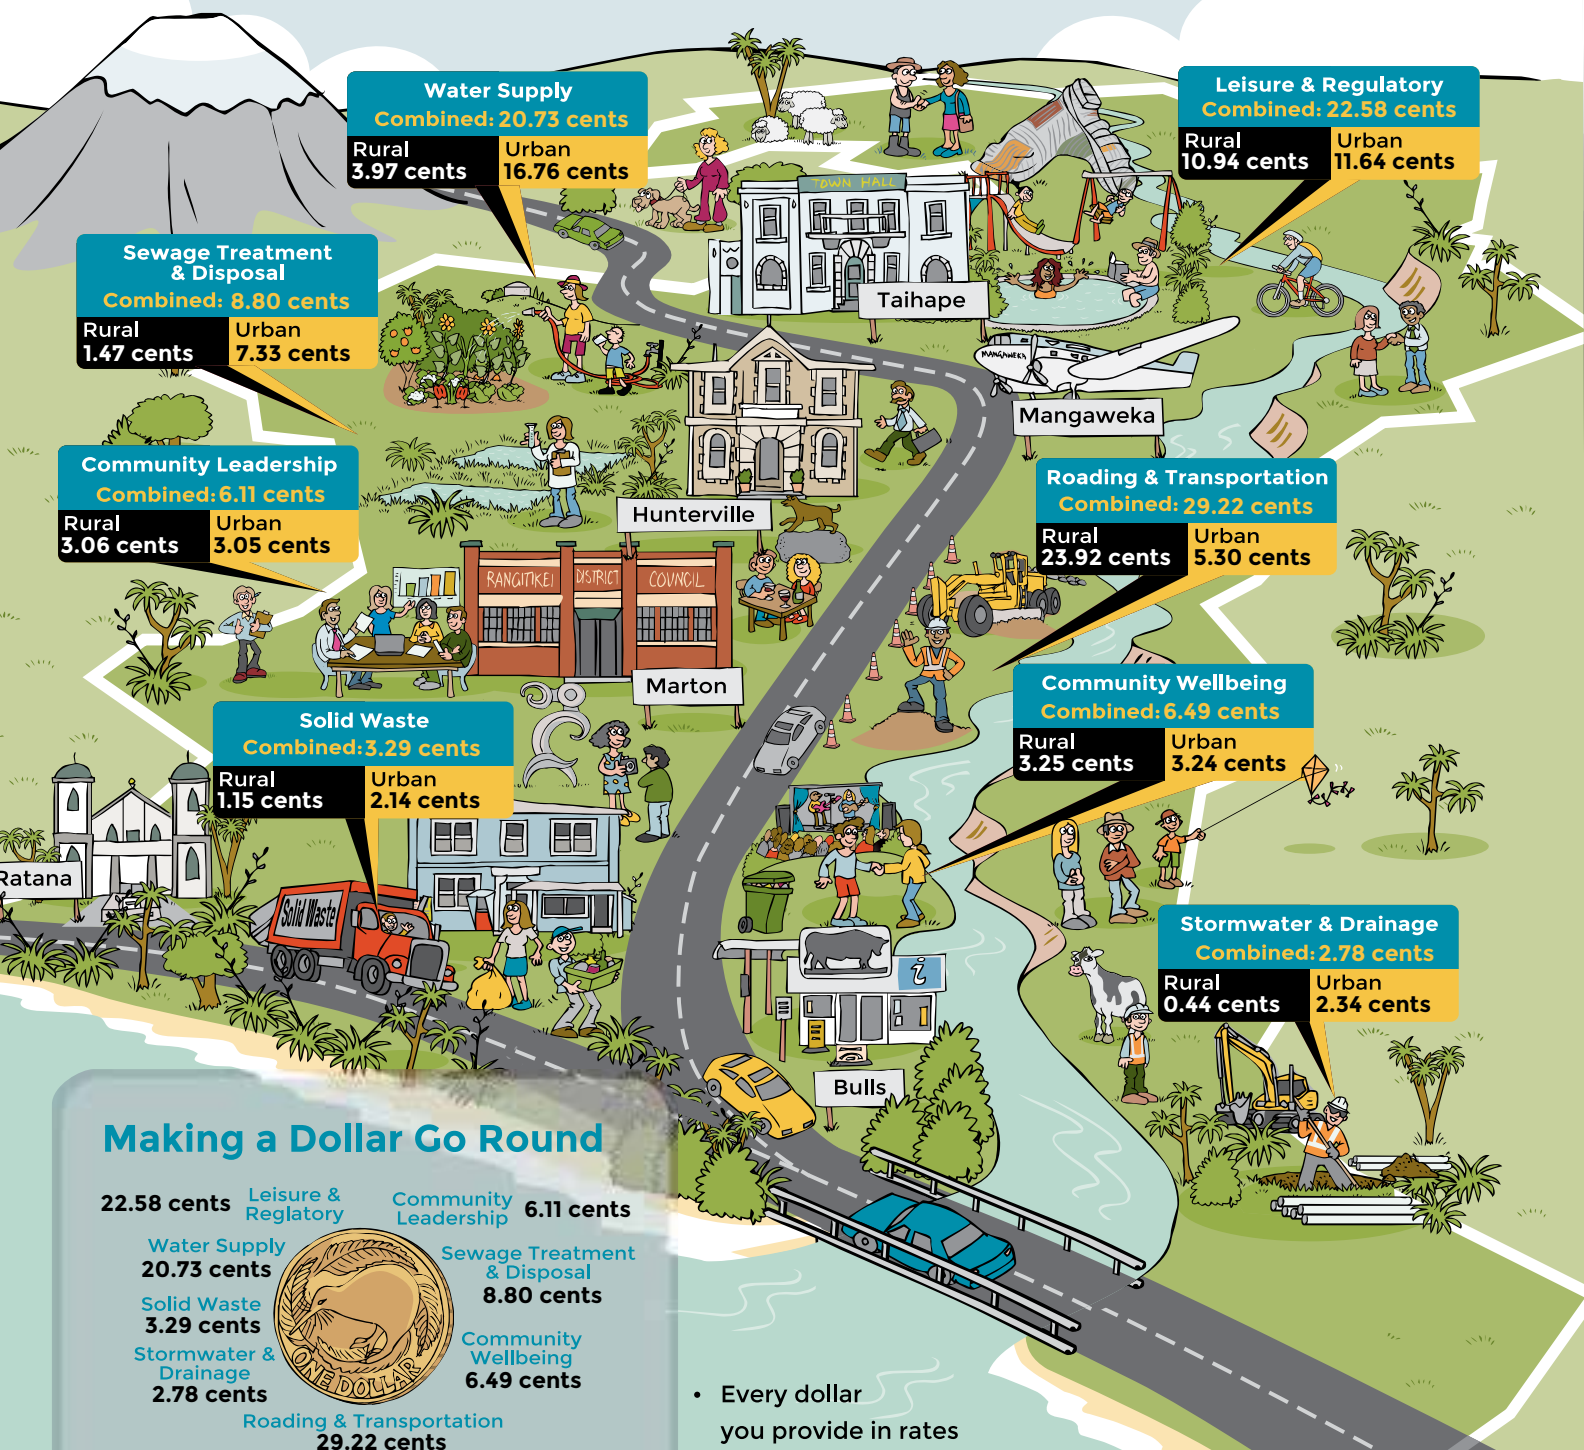 Water Supply
Combined: 20.73 cents
Rural
3.97 cents
Urban
16.76 cents
Leisure & Regulatory
Combined: 22.58 cents
Rural
10.94 cents
Urban
11.64 cents
TOWN HALL
Taihape
Sewage Treatment
& Disposal
Combined: 8.80 cents
Rural
1.47 cents
Urban
7.33 cents
MANGAWEKA
Mangaweka
Community Leadership
Combined: 6.11 cents
Rural
3.06 cents
Urban
3.05 cents
Hunterville
Roading & Transportation
Combined: 29.22 cents
Rural
23.92 cents
Urban
5.30 cents
RANGITIKEI DISTRICT COUNCIL
Marton
Community Wellbeing
Combined: 6.49 cents
Rural
3.25 cents
Urban
3.24 cents
Solid Waste
Combined: 3.29 cents
Rural
1.15 cents
Urban
2.14 cents
Ratana
Solid Waste
i
Bulls
Stormwater & Drainage
Combined: 2.78 cents
Rural
0.44 cents
Urban
2.34 cents
Making a Dollar Go Round
22.58 cents
Leisure &
Reglatory
Community
Leadership
6.11 cents
Water Supply
20.73 cents
Sewage Treatment
& Disposal
8.80 cents
Solid Waste
3.29 cents
Community
Wellbeing
6.49 cents
Stormwater &
Drainage
2.78 cents
ONE DOLLAR
Roading & Transportation
29.22 cents
• Every dollar
you provide in rates